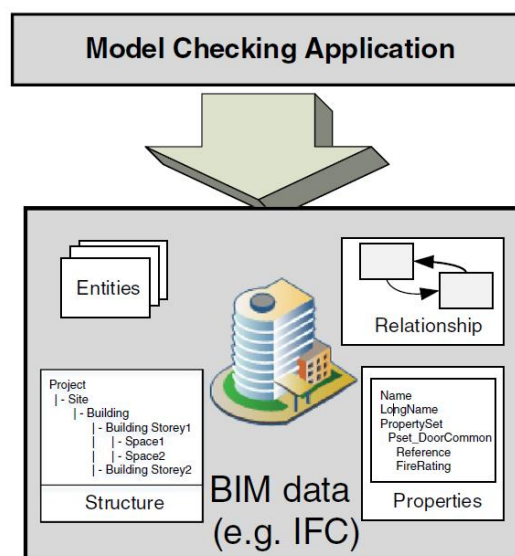 Model Checking Application
Entities
Relationship
Project
|- Site
|- Building
|- Building Storey1
| |- Space1
| |- Space2
|- Building Storey2
Structure
Name
LongName
PropertySet
Pset_DoorCommon
Reference
FireRating
Properties
BIM data
(e.g. IFC)